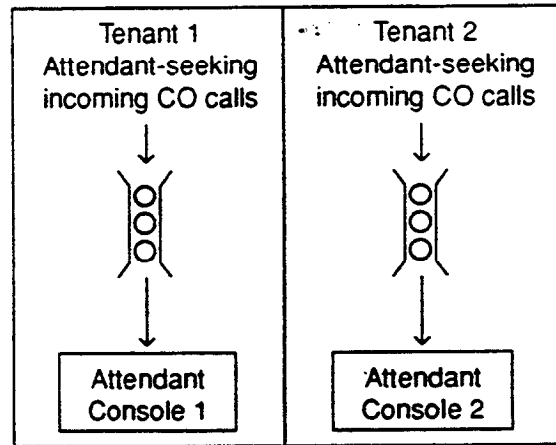 Tenant 1
Attendant-seeking
incoming CO calls
Attendant
Console 1
Tenant 2
Attendant-seeking
incoming CO calls
Attendant
Console 2